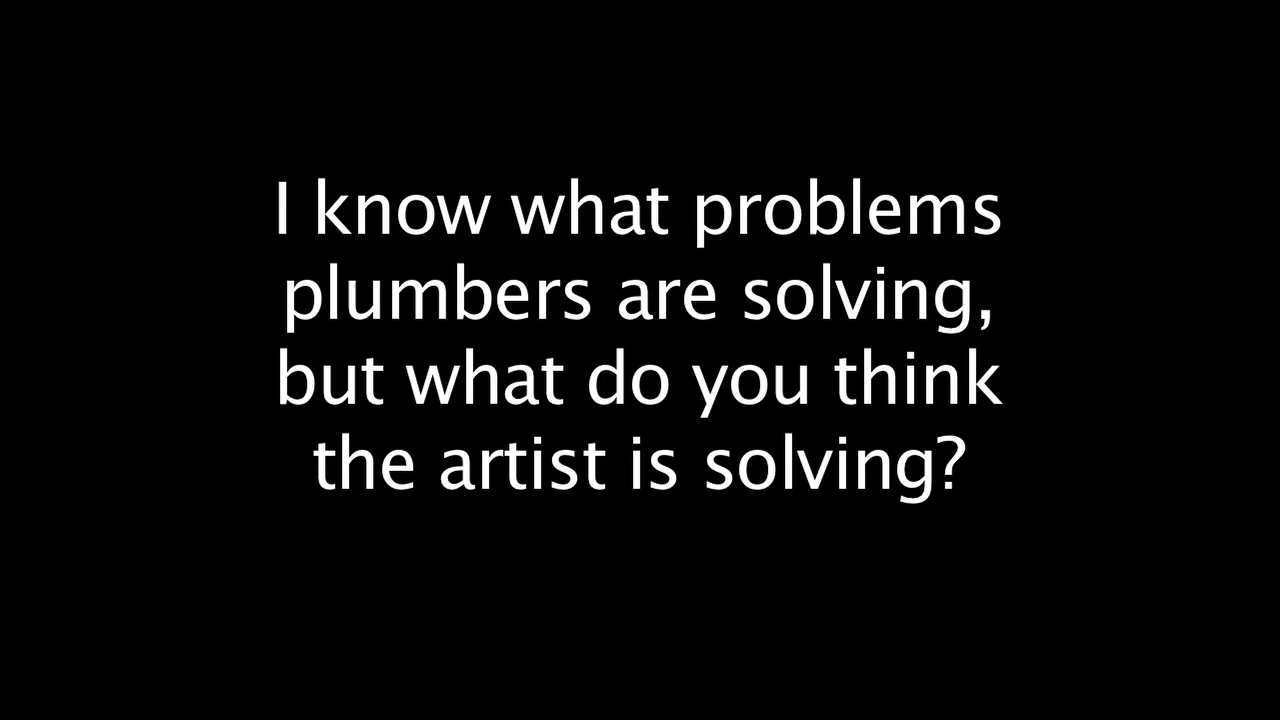 I know what problems
plumbers are solving,
but what do you think
the artist is solving?